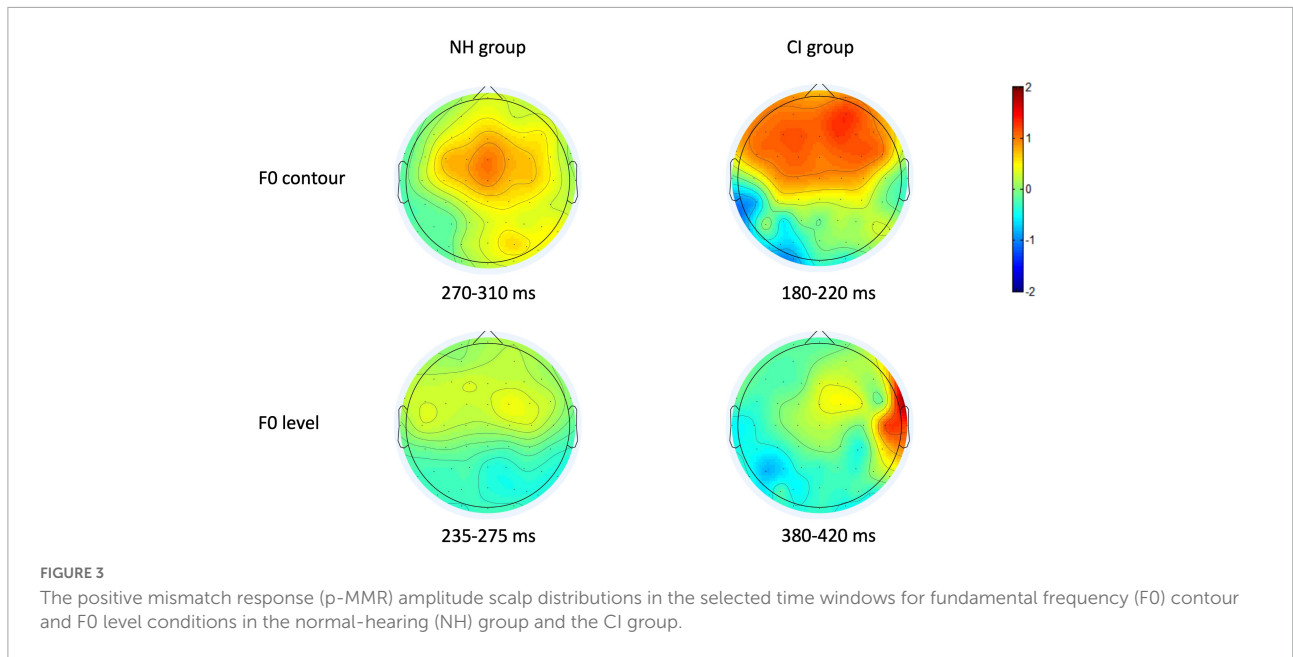 NH group
CI group
F0 contour
2
1
0
-1
-2
270-310 ms
180-220 ms
F0 level
235-275 ms
380-420 ms
FIGURE 3
The positive mismatch response (p-MMR) amplitude scalp distributions in the selected time windows for fundamental frequency (F0) contour
and F0 level conditions in the normal-hearing (NH) group and the CI group.